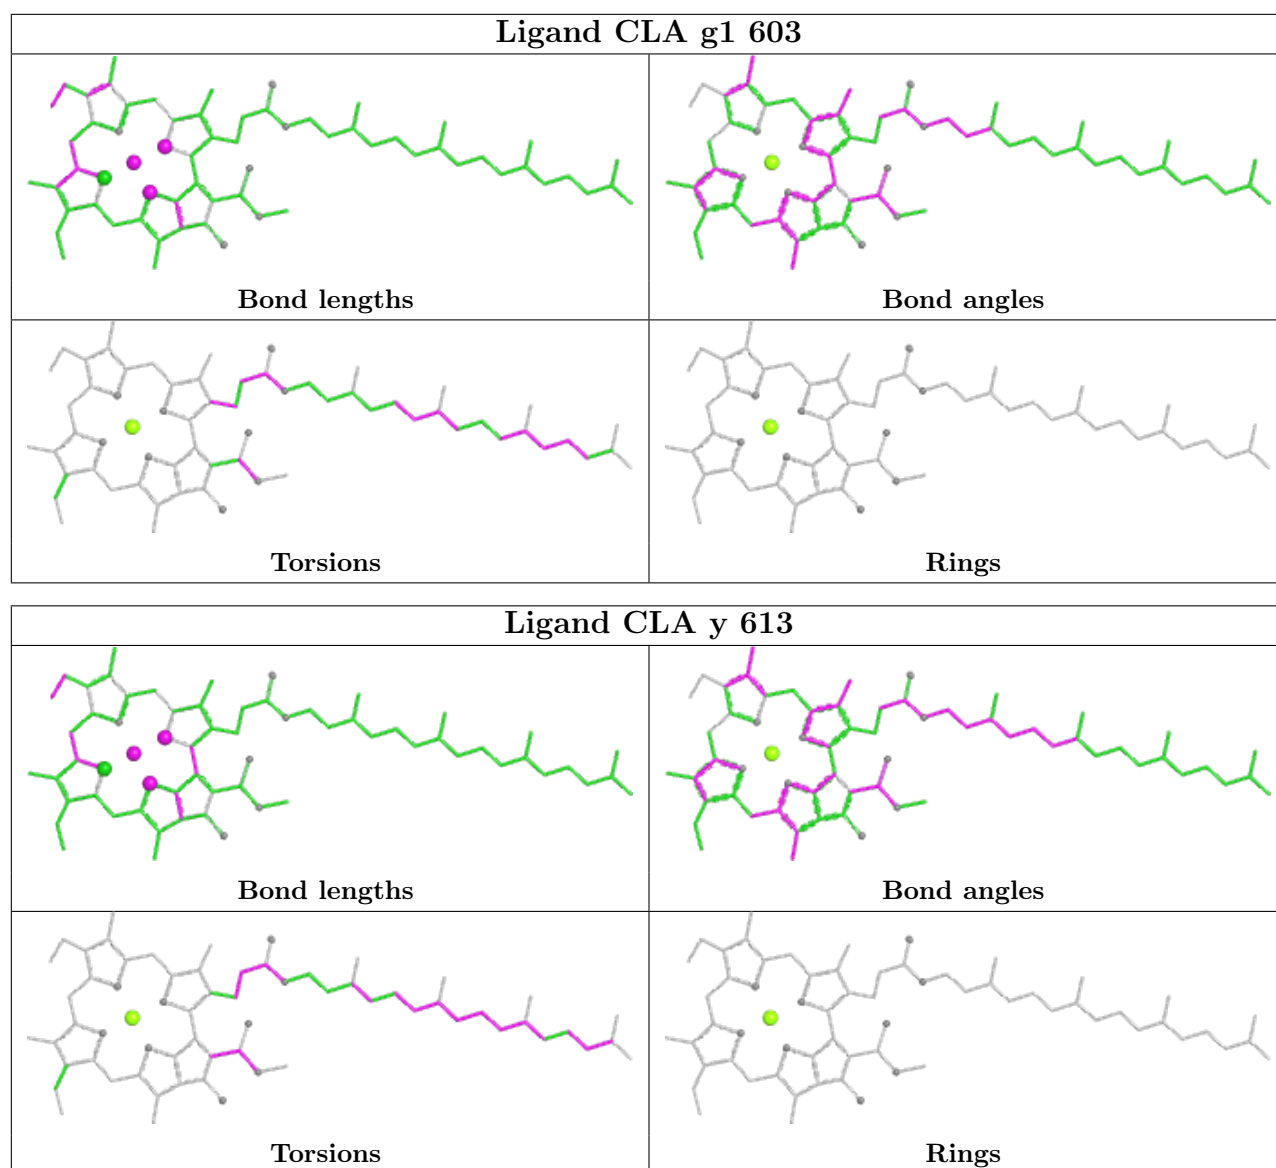 Ligand CLA g1 603
Bond lengths
Bond angles
Torsions
Rings
Ligand CLA y 613
Bond lengths
Bond angles
Torsions
Rings